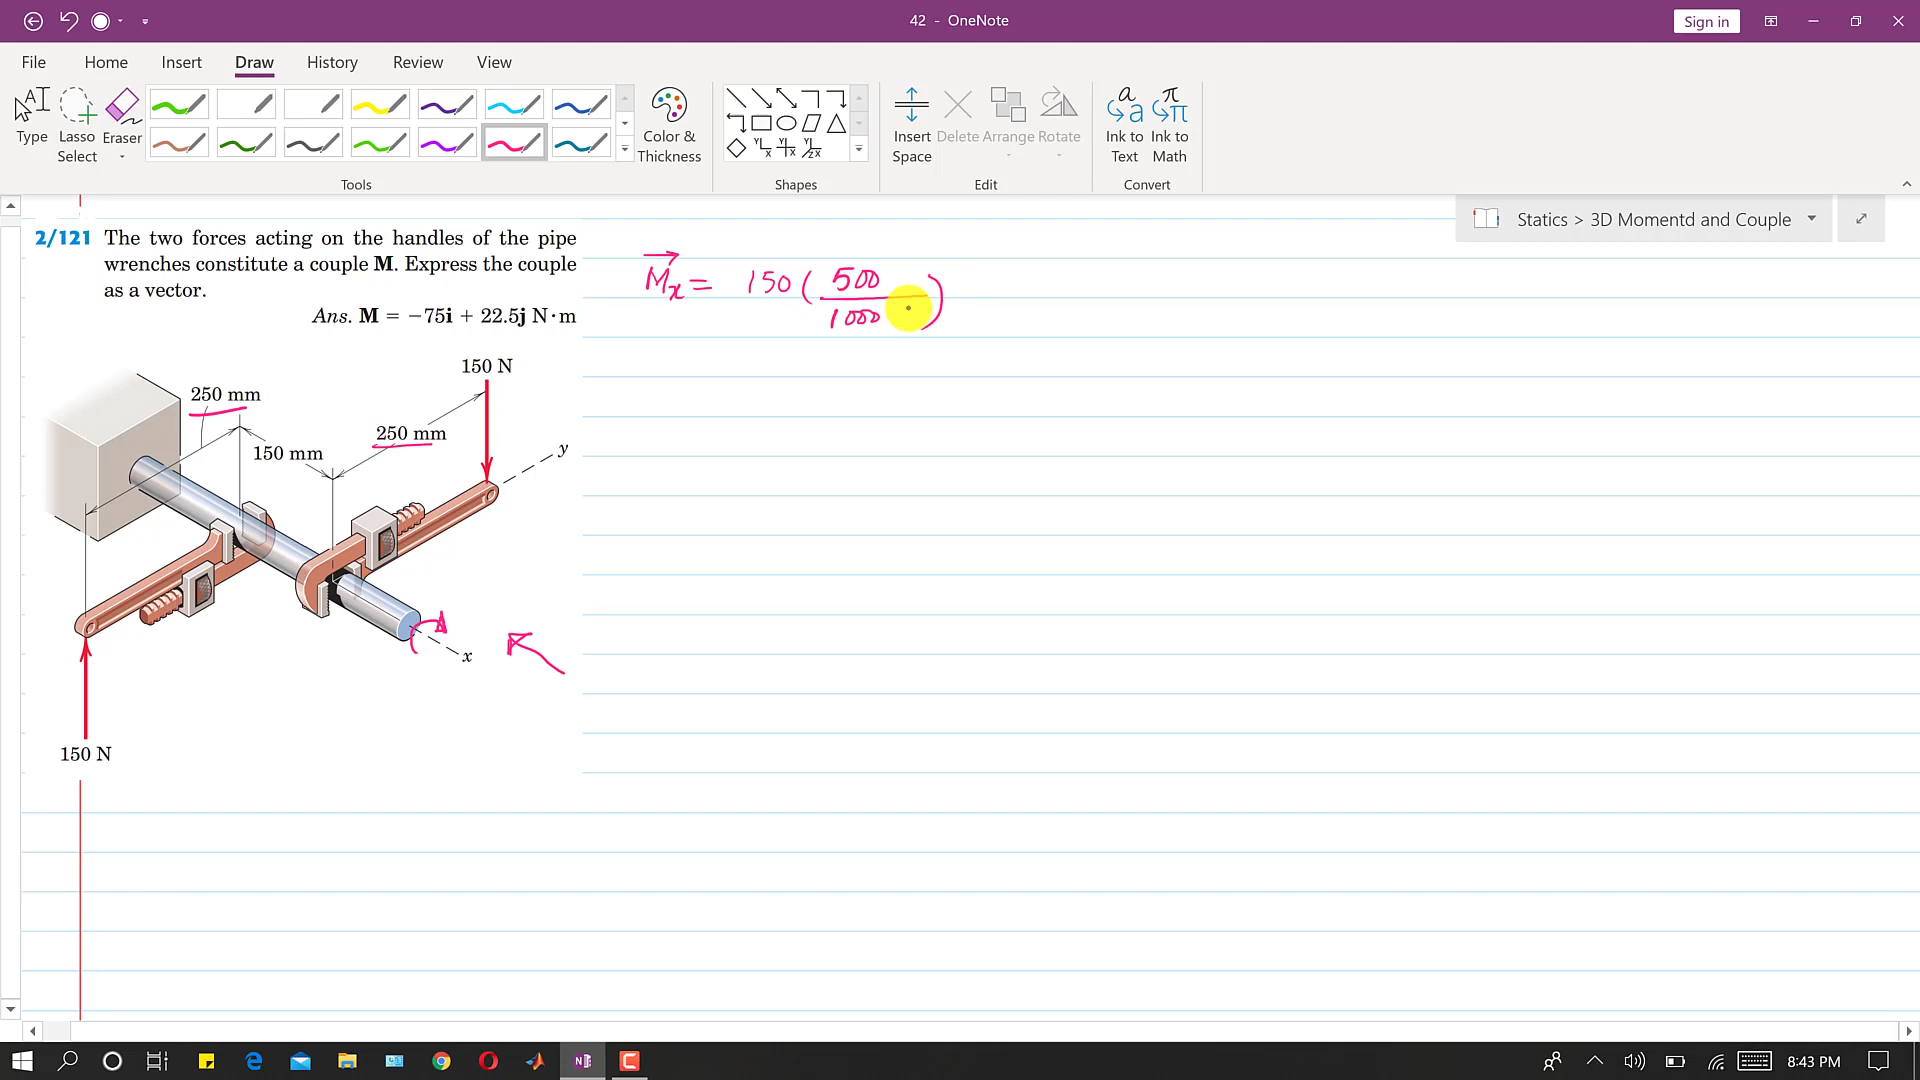 42 - OneNote
Sign in
File Home Insert Draw History Review View
Type
Lasso Select
Eraser
Color & Thickness
Insert Space
Delete
Arrange
Rotate
Ink to Text
Ink to Math
Tools
Shapes
Edit
Convert
Statics > 3D Momentd and Couple
2/121 The two forces acting on the handles of the pipe
wrenches constitute a couple M. Express the couple
as a vector.
Ans. M = −75i + 22.5j N·m
Mx = 150 ( 500 / 1000 )
150 N
250 mm
250 mm
150 mm
y
x
150 N
8:43 PM